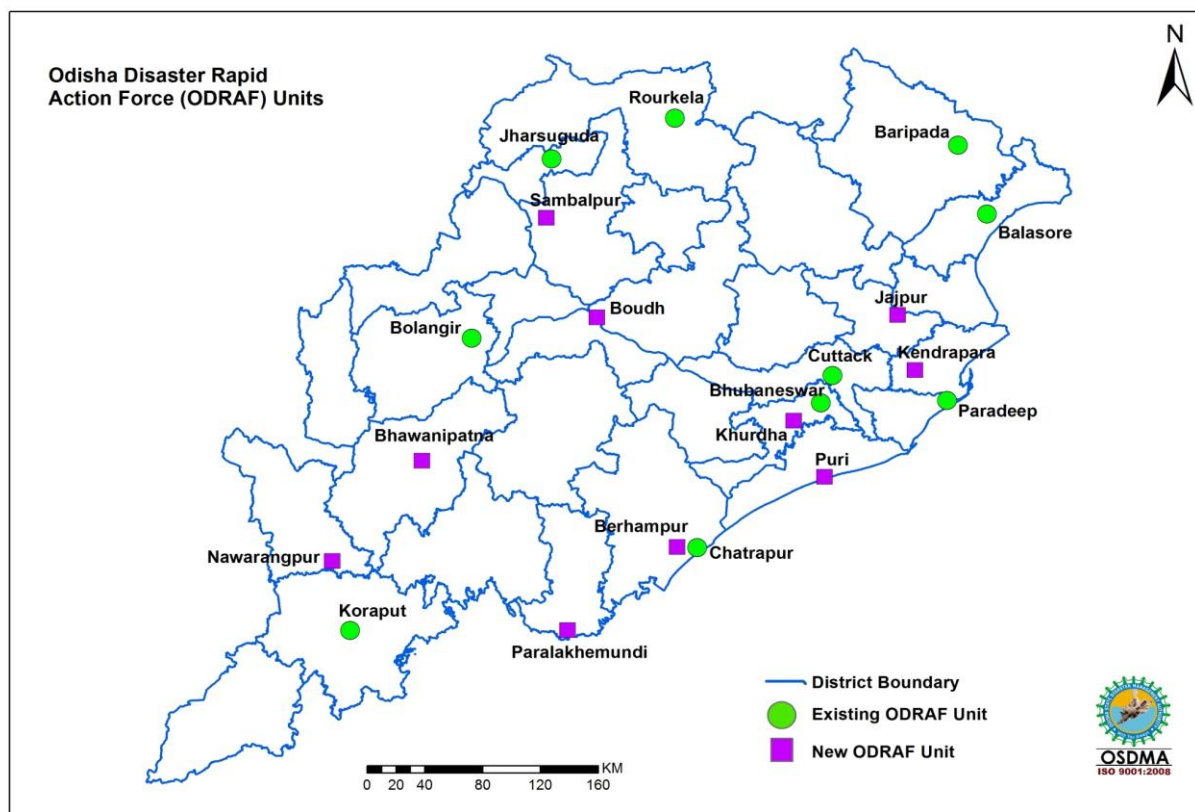 Odisha Disaster Rapid
Action Force (ODRAF) Units
N
Rourkela
Baripada
Jharsuguda
Sambalpur
Balasore
Boudh
Jajpur
Bolangir
Cuttack
Kendrapara
Bhubaneswar
Paradeep
Khurdha
Bhawanipatna
Puri
Berhampur
Chatrapur
Nawarangpur
Koraput
Paralakhemundi
District Boundary
Existing ODRAF Unit
New ODRAF Unit
KM
0 20 40 80 120 160
OSDMA
ISO 9001:2008